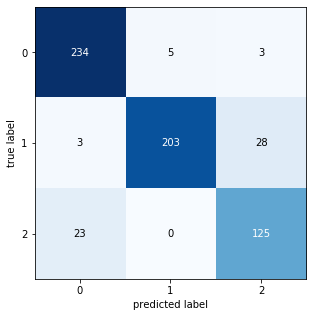 0 234 5 3
1 3 203 28
2 23 0 125
0 1 2
true label
predicted label